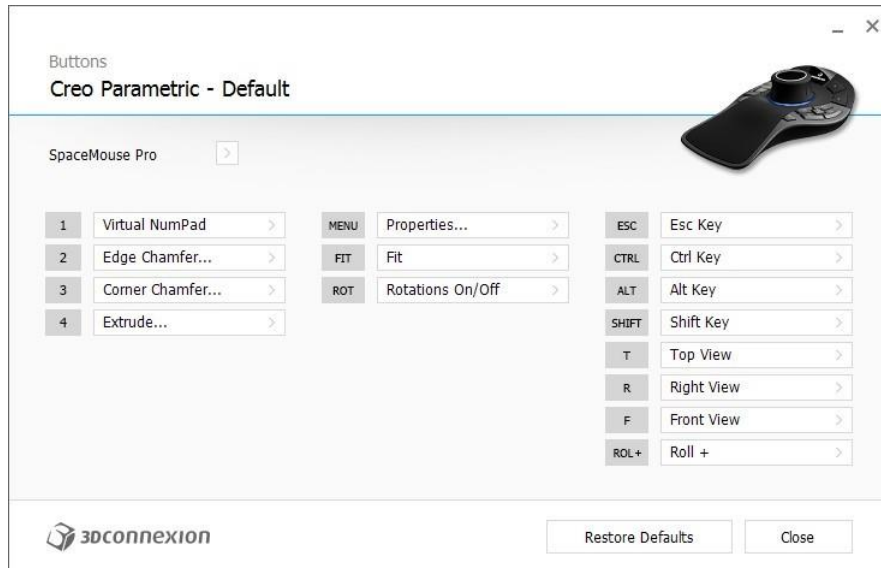 Buttons
Creo Parametric - Default
SpaceMouse Pro
1 Virtual NumPad
2 Edge Chamfer...
3 Corner Chamfer...
4 Extrude...
MENU Properties...
FIT Fit
ROT Rotations On/Off
ESC Esc Key
CTRL Ctrl Key
ALT Alt Key
SHIFT Shift Key
T Top View
R Right View
F Front View
ROL+ Roll +
3Dconnexion
Restore Defaults
Close